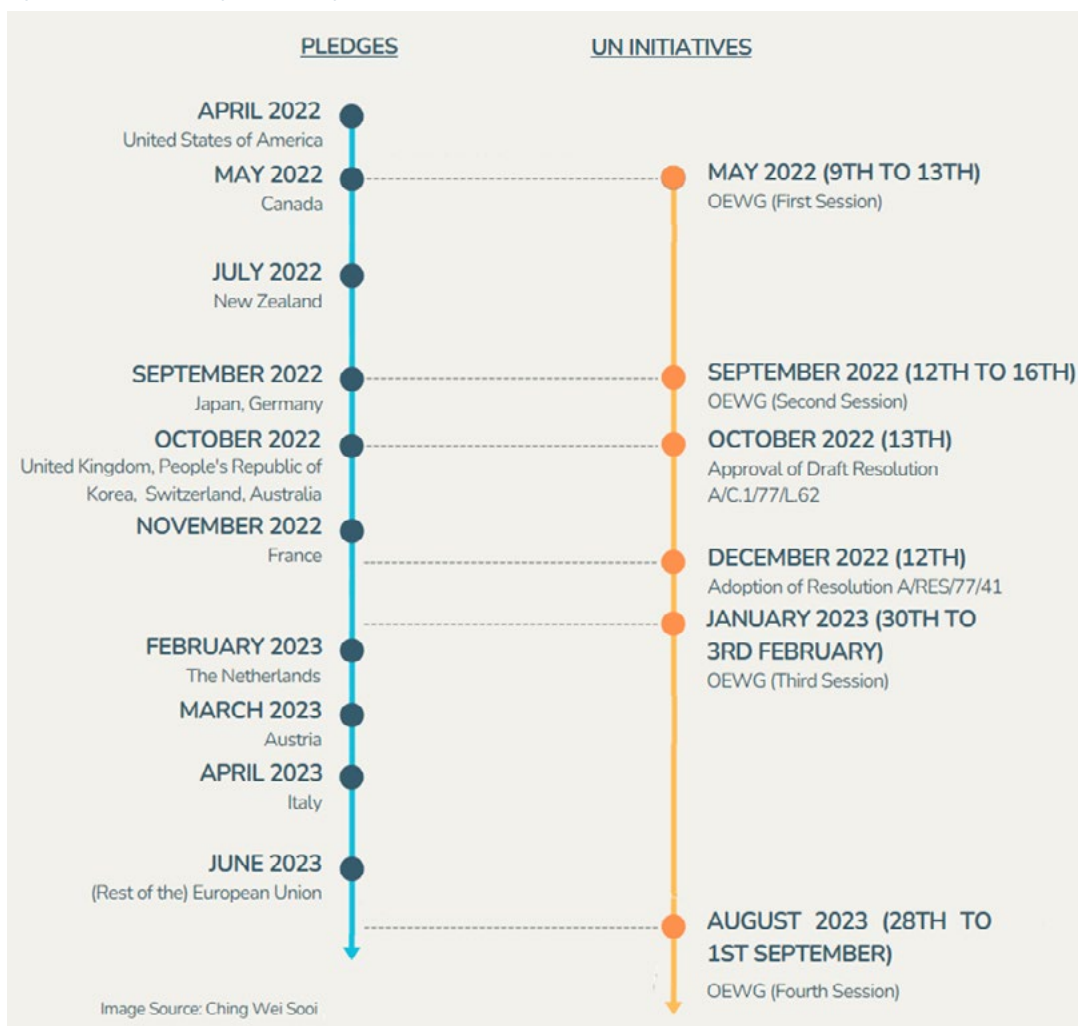 PLEDGES
UN INITIATIVES
APRIL 2022
United States of America
MAY 2022
Canada
MAY 2022 (9TH TO 13TH)
OEWG (First Session)
JULY 2022
New Zealand
SEPTEMBER 2022
Japan, Germany
SEPTEMBER 2022 (12TH TO 16TH)
OEWG (Second Session)
OCTOBER 2022
United Kingdom, People's Republic of
Korea, Switzerland, Australia
OCTOBER 2022 (13TH)
Approval of Draft Resolution
A/C.1/77/L.62
NOVEMBER 2022
France
DECEMBER 2022 (12TH)
Adoption of Resolution A/RES/77/41
JANUARY 2023 (30TH TO
3RD FEBRUARY)
OEWG (Third Session)
FEBRUARY 2023
The Netherlands
MARCH 2023
Austria
APRIL 2023
Italy
JUNE 2023
(Rest of the) European Union
AUGUST 2023 (28TH TO
1ST SEPTEMBER)
OEWG (Fourth Session)
Image Source: Ching Wei Sooi